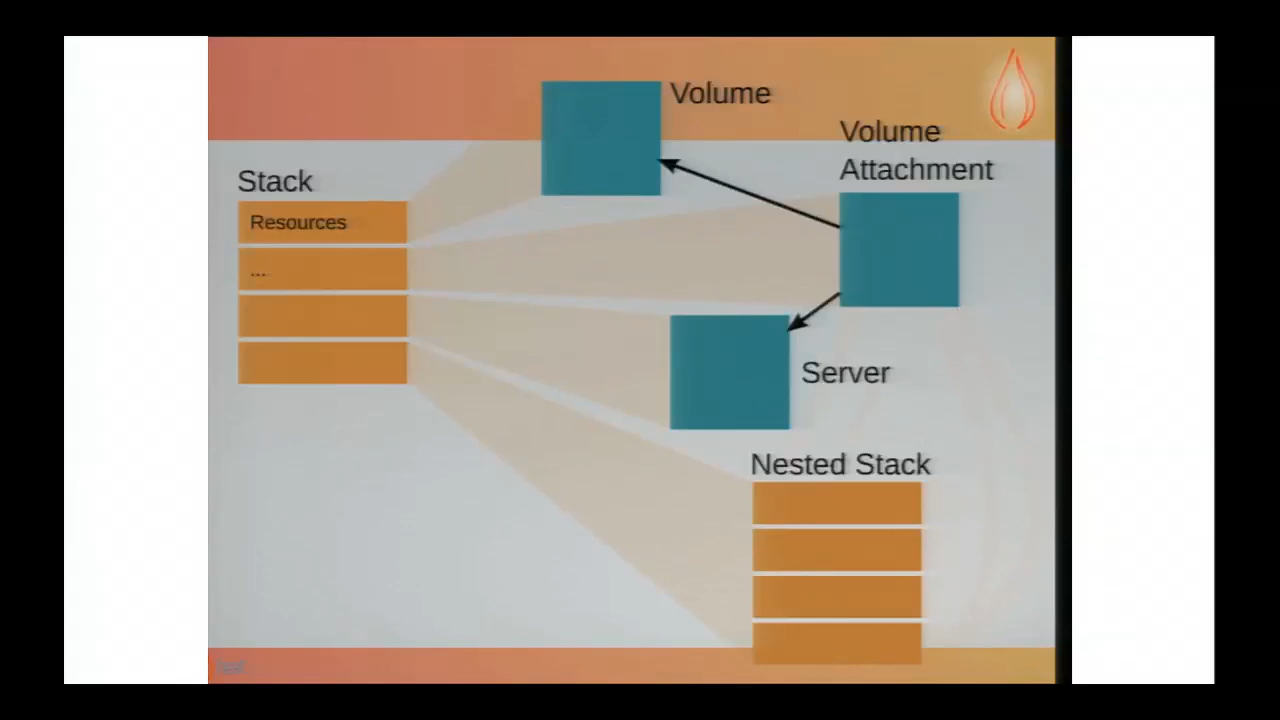 Volume
Volume
Attachment
Stack
Resources
...
Server
Nested Stack